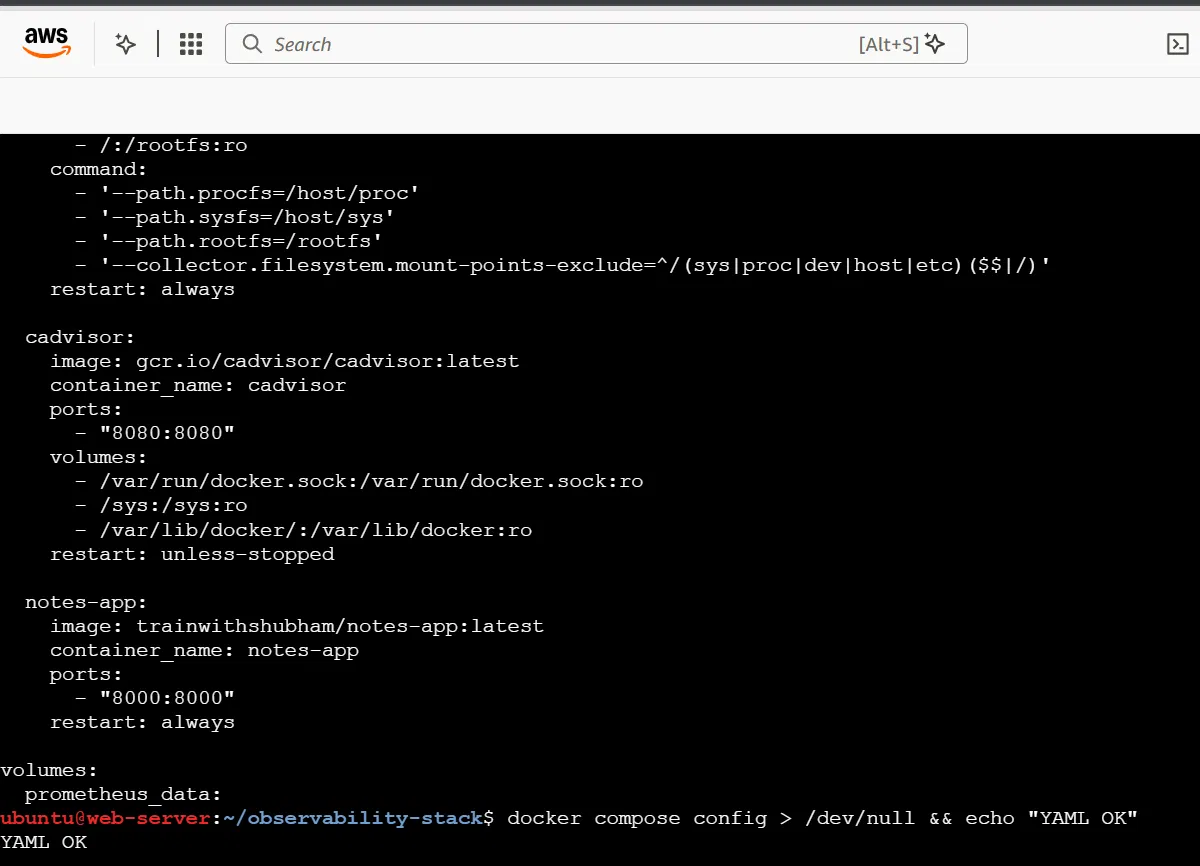 aws
Search [Alt+S]
      - /:/rootfs:ro
    command:
      - '--path.procfs=/host/proc'
      - '--path.sysfs=/host/sys'
      - '--path.rootfs=/rootfs'
      - '--collector.filesystem.mount-points-exclude=^/(sys|proc|dev|host|etc)($$|/)'
    restart: always

  cadvisor:
    image: gcr.io/cadvisor/cadvisor:latest
    container_name: cadvisor
    ports:
      - "8080:8080"
    volumes:
      - /var/run/docker.sock:/var/run/docker.sock:ro
      - /sys:/sys:ro
      - /var/lib/docker/:/var/lib/docker:ro
    restart: unless-stopped

  notes-app:
    image: trainwithshubham/notes-app:latest
    container_name: notes-app
    ports:
      - "8000:8000"
    restart: always

volumes:
  prometheus_data:
ubuntu@web-server:~/observability-stack$ docker compose config > /dev/null && echo "YAML OK"
YAML OK